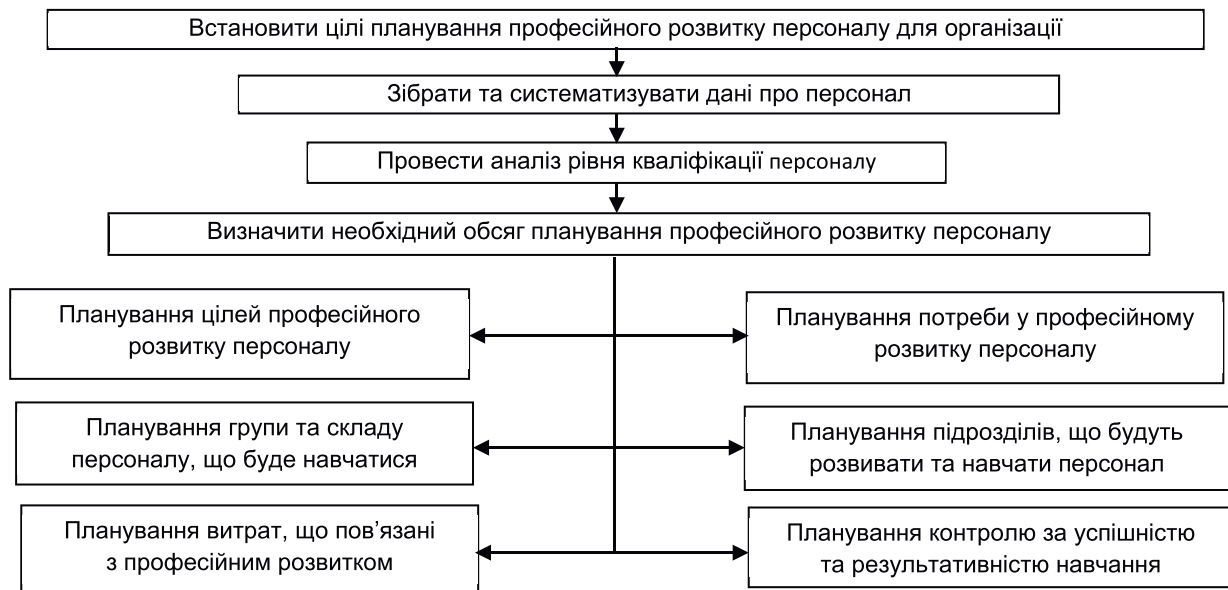 Встановити цілі планування професійного розвитку персоналу для організації
Зібрати та систематизувати дані про персонал
Провести аналіз рівня кваліфікації персоналу
Визначити необхідний обсяг планування професійного розвитку персоналу
Планування цілей професійного
розвитку персоналу
Планування потреби у професійному
розвитку персоналу
Планування групи та складу
персоналу, що буде навчатися
Планування підрозділів, що будуть
розвивати та навчати персонал
Планування витрат, що пов’язані
з професійним розвитком
Планування контролю за успішністю
та результативністю навчання